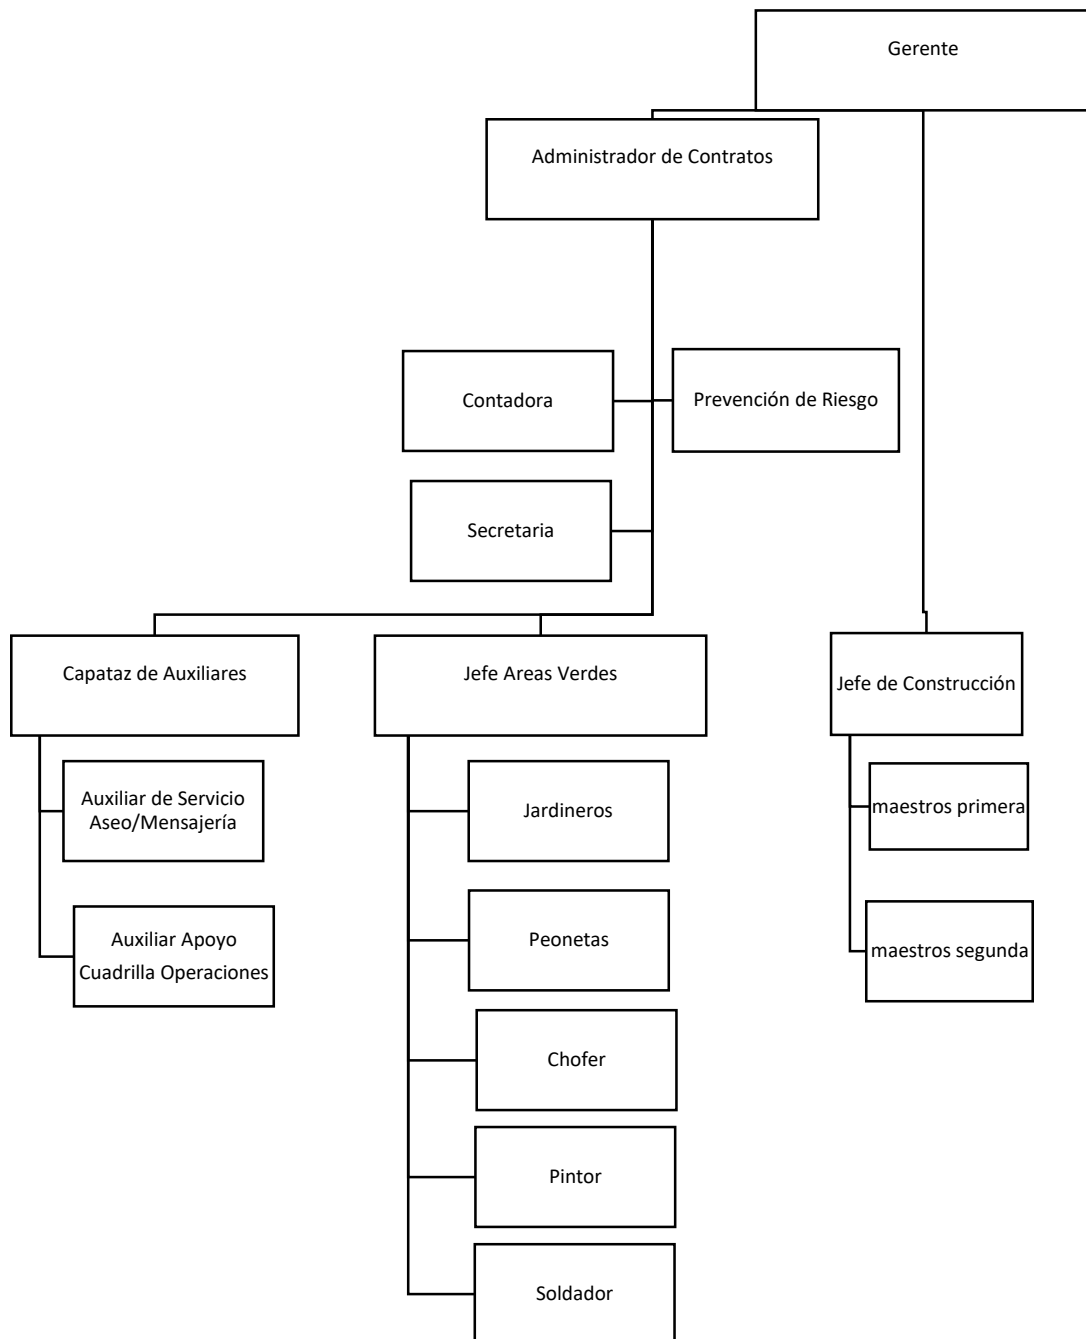 Gerente
Administrador de Contratos
Contadora
Prevención de Riesgo
Secretaria
Capataz de Auxiliares
Jefe Areas Verdes
Jefe de Construcción
Auxiliar de Servicio
Aseo/Mensajería
Jardineros
maestros primera
Auxiliar Apoyo
Cuadrilla Operaciones
Peonetas
maestros segunda
Chofer
Pintor
Soldador